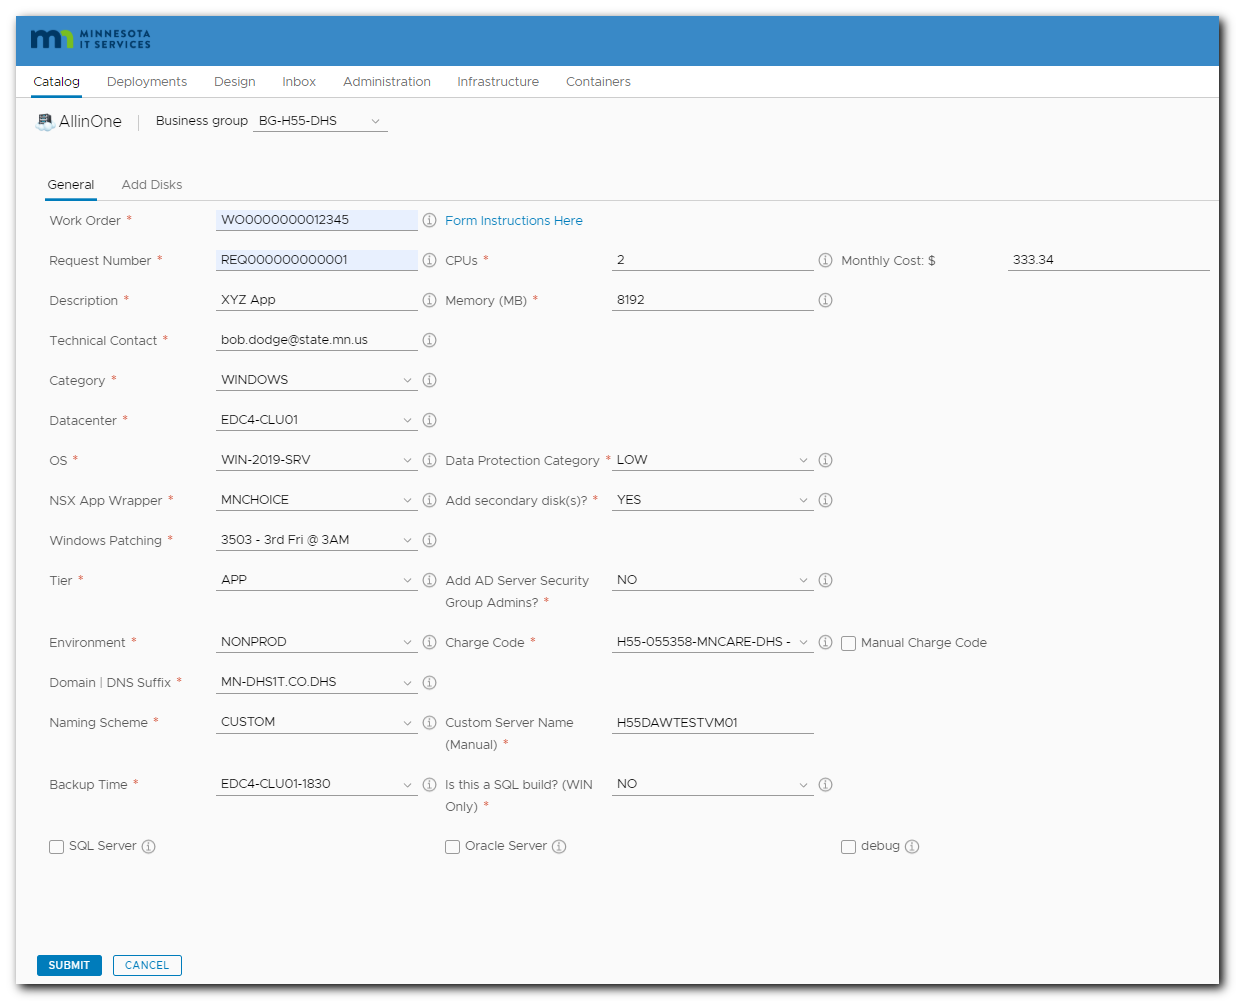 MINNESOTA
IT SERVICES
Catalog Deployments Design Inbox Administration Infrastructure Containers
AllinOne Business group BG-H55-DHS
General Add Disks
Work Order * WO0000000012345 Form Instructions Here
Request Number * REQ000000000001 CPUs * 2 Monthly Cost: $ 333.34
Description * XYZ App Memory (MB) * 8192
Technical Contact * bob.dodge@state.mn.us
Category * WINDOWS
Datacenter * EDC4-CLU01
OS * WIN-2019-SRV Data Protection Category * LOW
NSX App Wrapper * MNCHOICE Add secondary disk(s)? * YES
Windows Patching * 3503 - 3rd Fri @ 3AM
Tier * APP Add AD Server Security NO
Group Admins? *
Environment * NONPROD Charge Code * H55-055358-MNCARE-DHS - Manual Charge Code
Domain | DNS Suffix * MN-DHS1T.CO.DHS
Naming Scheme * CUSTOM Custom Server Name H55DAWTESTVM01
(Manual) *
Backup Time * EDC4-CLU01-1830 Is this a SQL build? (WIN NO
Only) *
SQL Server Oracle Server debug
SUBMIT CANCEL